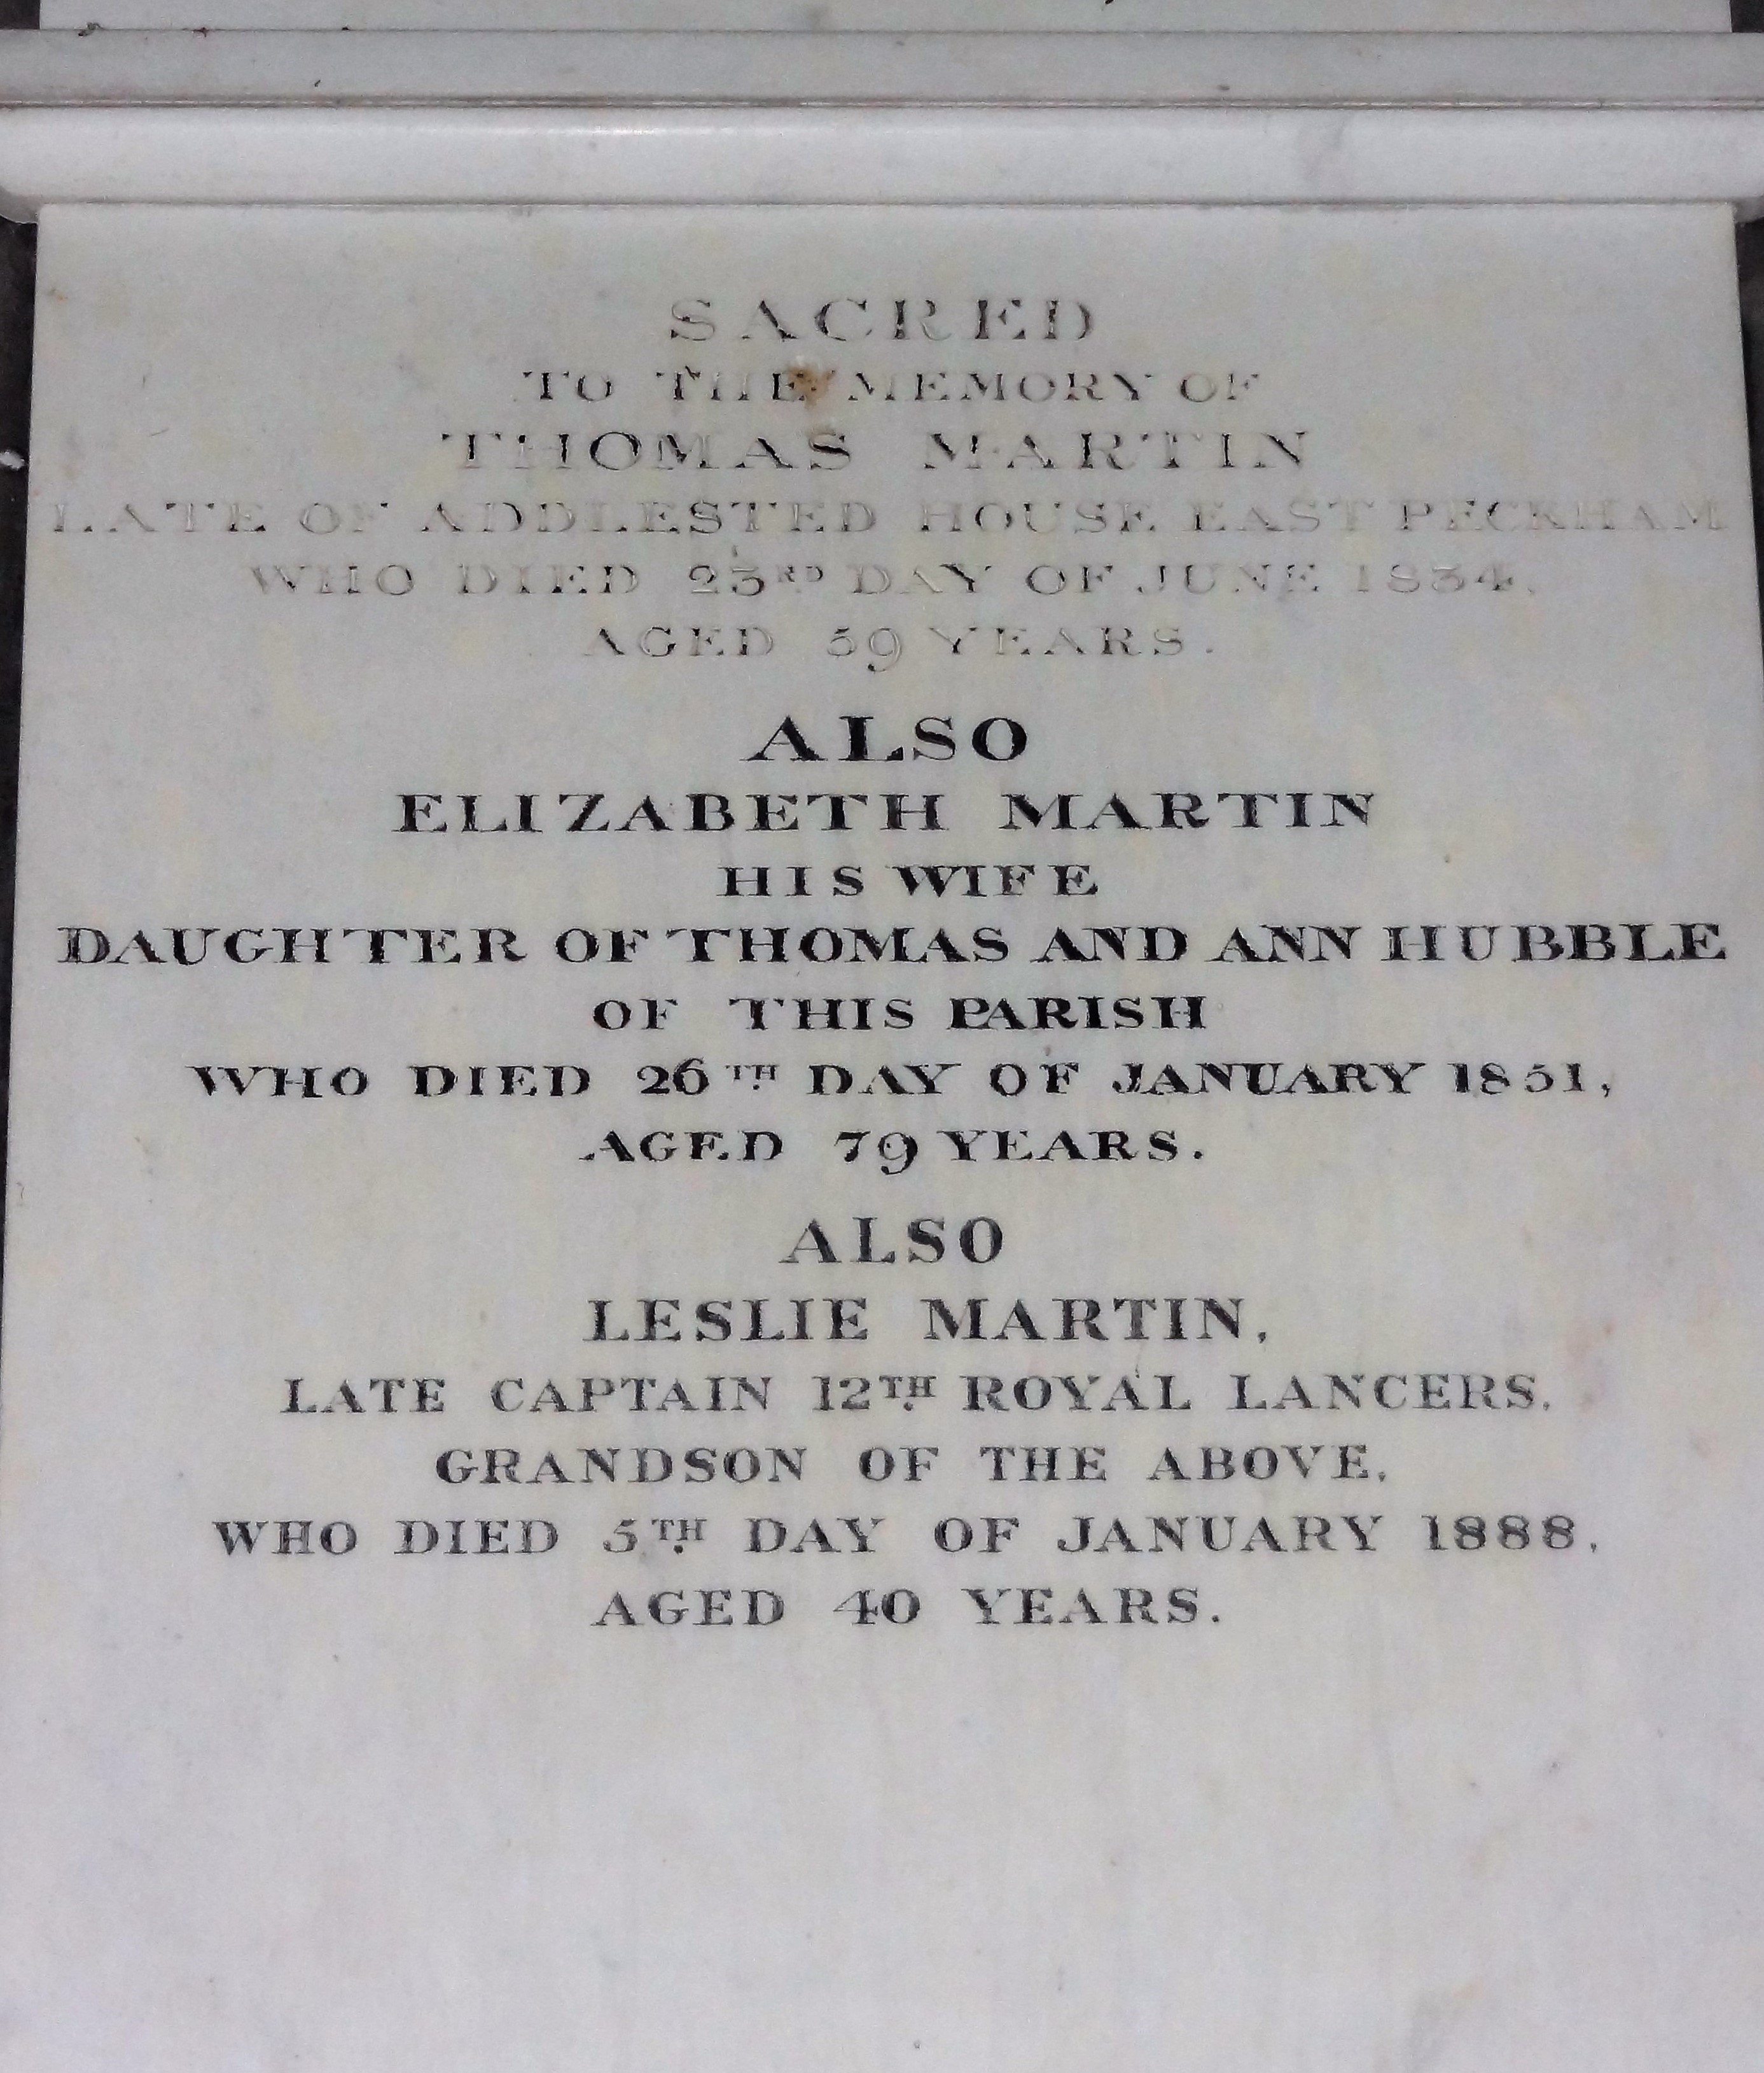 SACRED
TO THE MEMORY OF
THOMAS MARTIN
LATE OF ADDLESTED HOUSE EAST PECKHAM
WHO DIED 23RD DAY OF JUNE 1834,
AGED 59 YEARS.
ALSO
ELIZABETH MARTIN
HIS WIFE
DAUGHTER OF THOMAS AND ANN HUBBLE
OF THIS PARISH
WHO DIED 26TH DAY OF JANUARY 1851,
AGED 79 YEARS.
ALSO
LESLIE MARTIN,
LATE CAPTAIN 12TH ROYAL LANCERS,
GRANDSON OF THE ABOVE,
WHO DIED 5TH DAY OF JANUARY 1888,
AGED 40 YEARS.